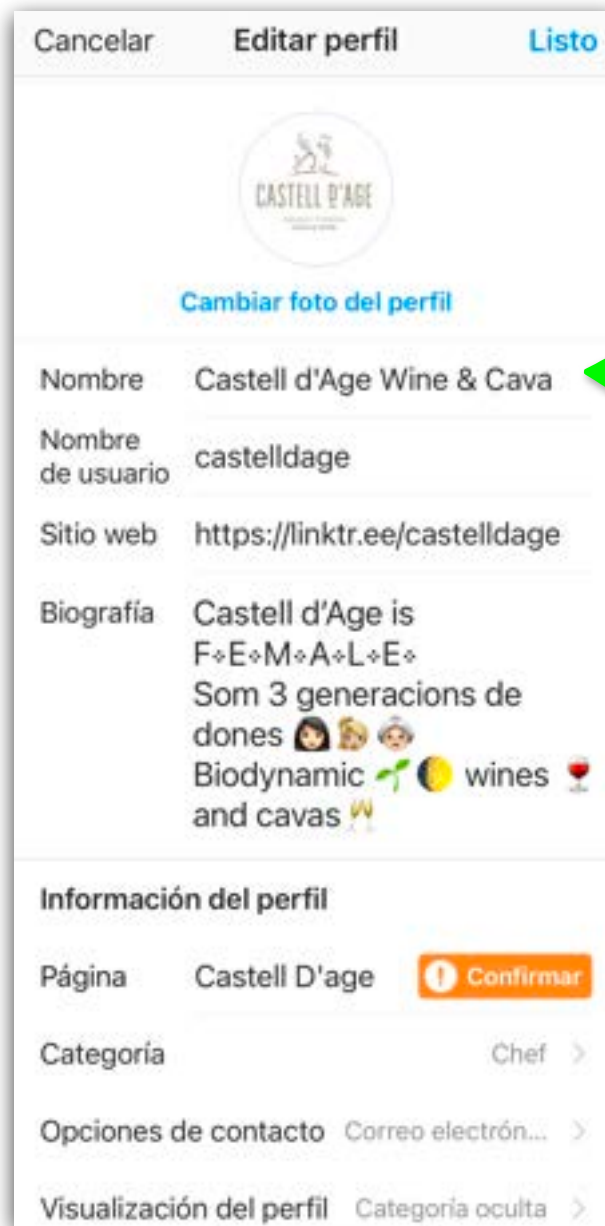 Cancelar Editar perfil Listo
CASTELL D'AGE
Cambiar foto del perfil
Nombre Castell d'Age Wine & Cava
Nombre de usuario castelldage
Sitio web https://linktr.ee/castelldage
Biografía Castell d'Age is
F༶E༶M༶A༶L༶E༶
Som 3 generacions de
dones 👩🏻👱🏼‍♀️👵🏼
Biodynamic 🌱🌔 wines 🍷
and cavas 🥂
Información del perfil
Página Castell D'age ! Confirmar
Categoría Chef >
Opciones de contacto Correo electrón... >
Visualización del perfil Categoría oculta >